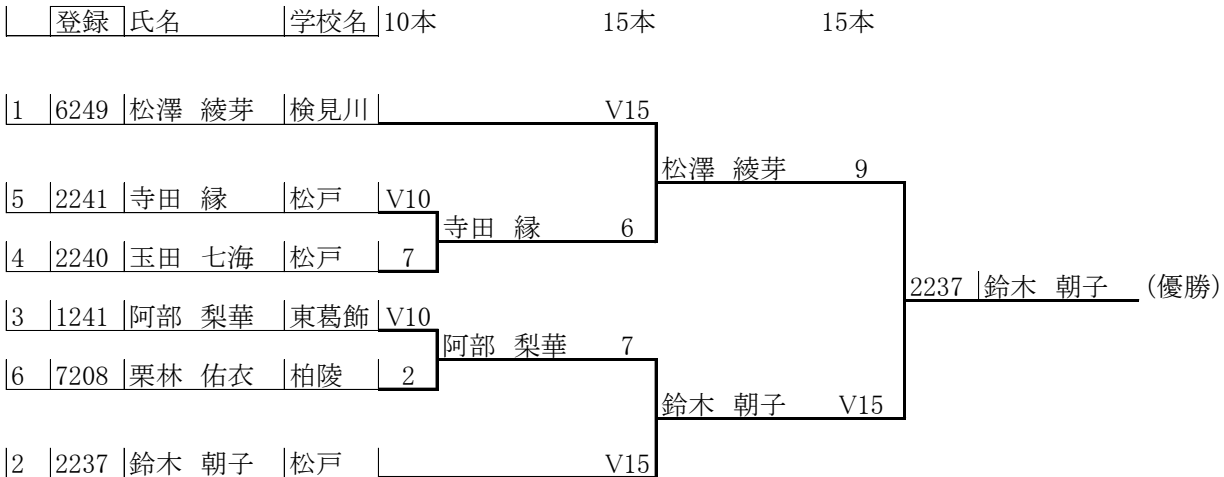 登録 氏名 学校名 10本 15本 15本
1 6249 松澤 綾芽 検見川 V15
松澤 綾芽 9
5 2241 寺田 縁 松戸 V10
寺田 縁 6
4 2240 玉田 七海 松戸 7
2237 鈴木 朝子 (優勝)
3 1241 阿部 梨華 東葛飾 V10
阿部 梨華 7
6 7208 栗林 佑衣 柏陵 2
鈴木 朝子 V15
2 2237 鈴木 朝子 松戸 V15